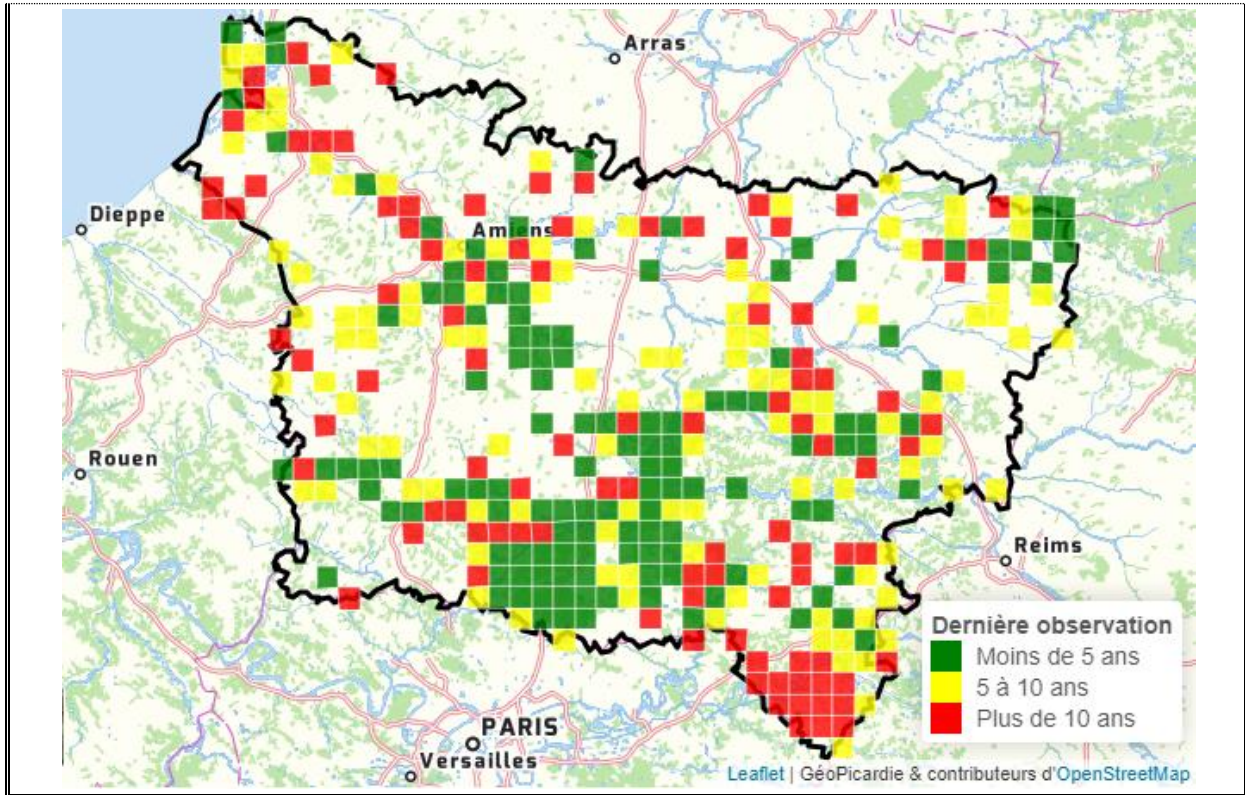 Arras
Dieppe
Amiens
Rouen
Reims
Dernière observation
Moins de 5 ans
5 à 10 ans
Plus de 10 ans
PARIS
Versailles
Leaflet | GéoPicardie & contributeurs d'OpenStreetMap